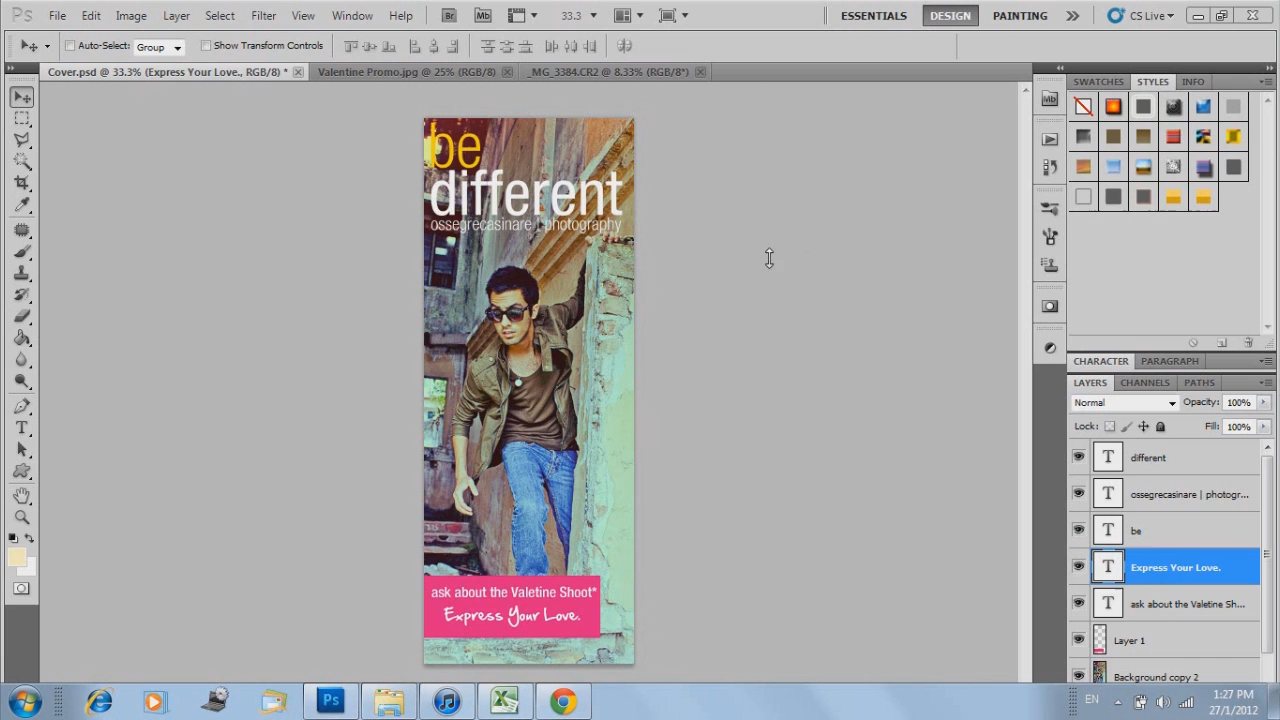 Ps File Edit Image Layer Select Filter View Window Help Br Mb 33.3 ESSENTIALS DESIGN PAINTING CS Live
Auto-Select: Group Show Transform Controls
Cover.psd @ 33.3% (Express Your Love., RGB/8) * Valentine Promo.jpg @ 25% (RGB/8) _MG_3384.CR2 @ 8.33% (RGB/8*)
SWATCHES STYLES INFO
Mb
be
different
ossegrecasinare | photography
ask about the Valetine Shoot*
Express Your Love.
CHARACTER PARAGRAPH
LAYERS CHANNELS PATHS
Normal Opacity: 100%
Lock: Fill: 100%
T different
T ossegrecasinare | photogr...
T be
T Express Your Love.
T ask about the Valetine Sh...
Layer 1
Background copy 2
Ps
EN 1:27 PM
27/1/2012